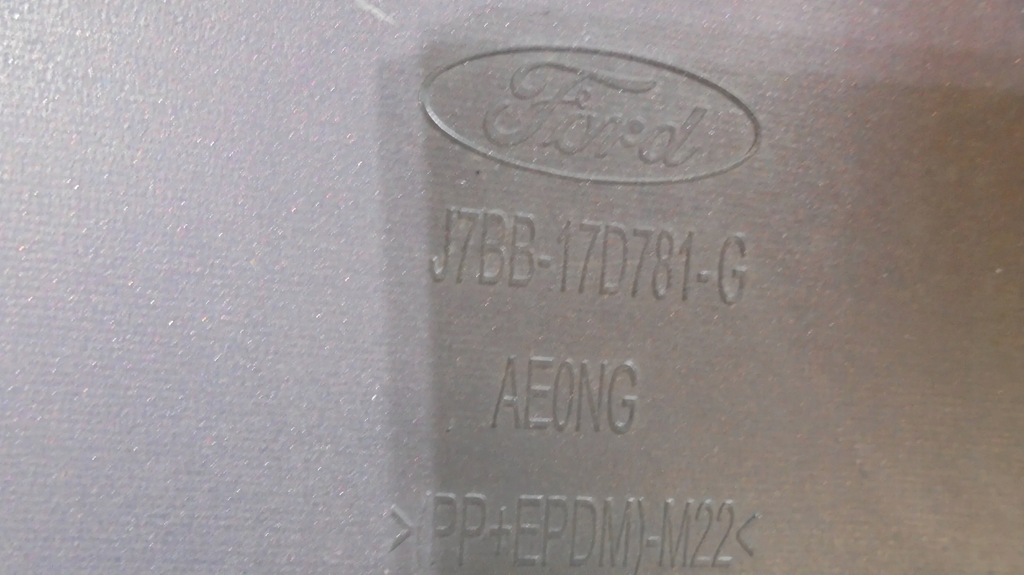 Ford
J7BB-17D781-G
AE0NG
>(PP+EPDM)-M22<